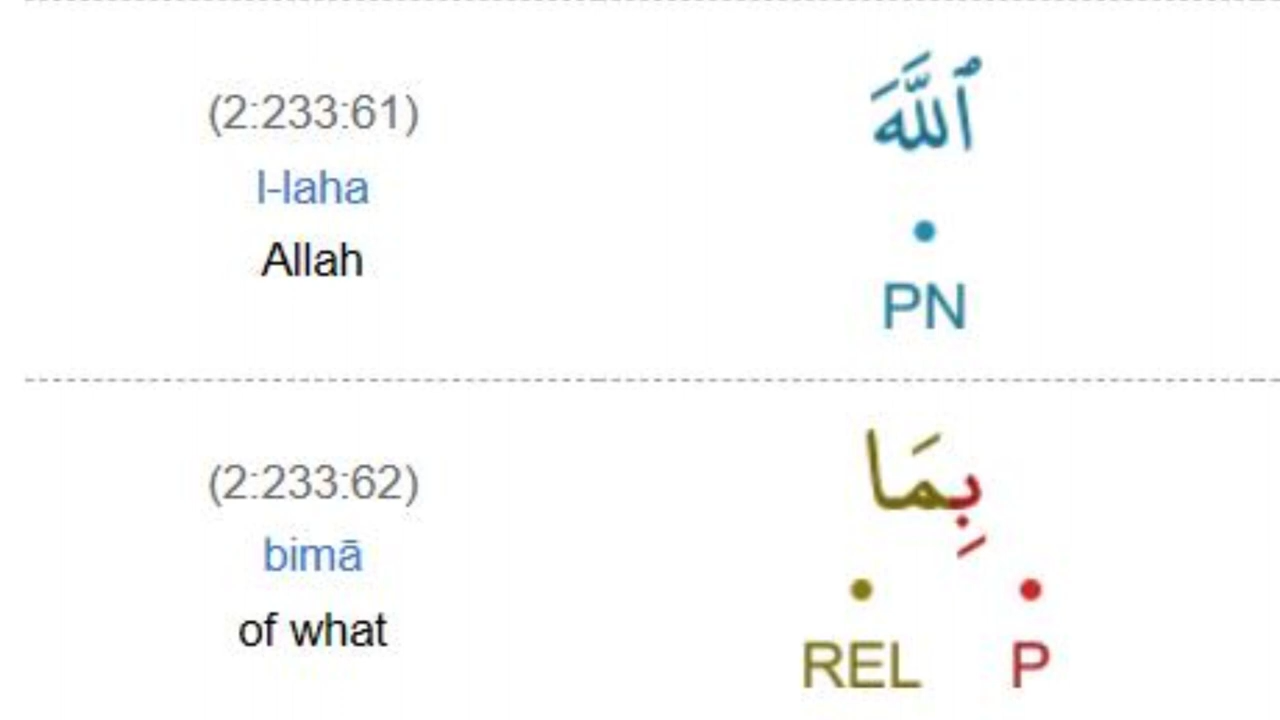 (2:233:61)
l-laha
Allah
ٱللَّهَ
PN
(2:233:62)
bimā
of what
بِمَا
REL P